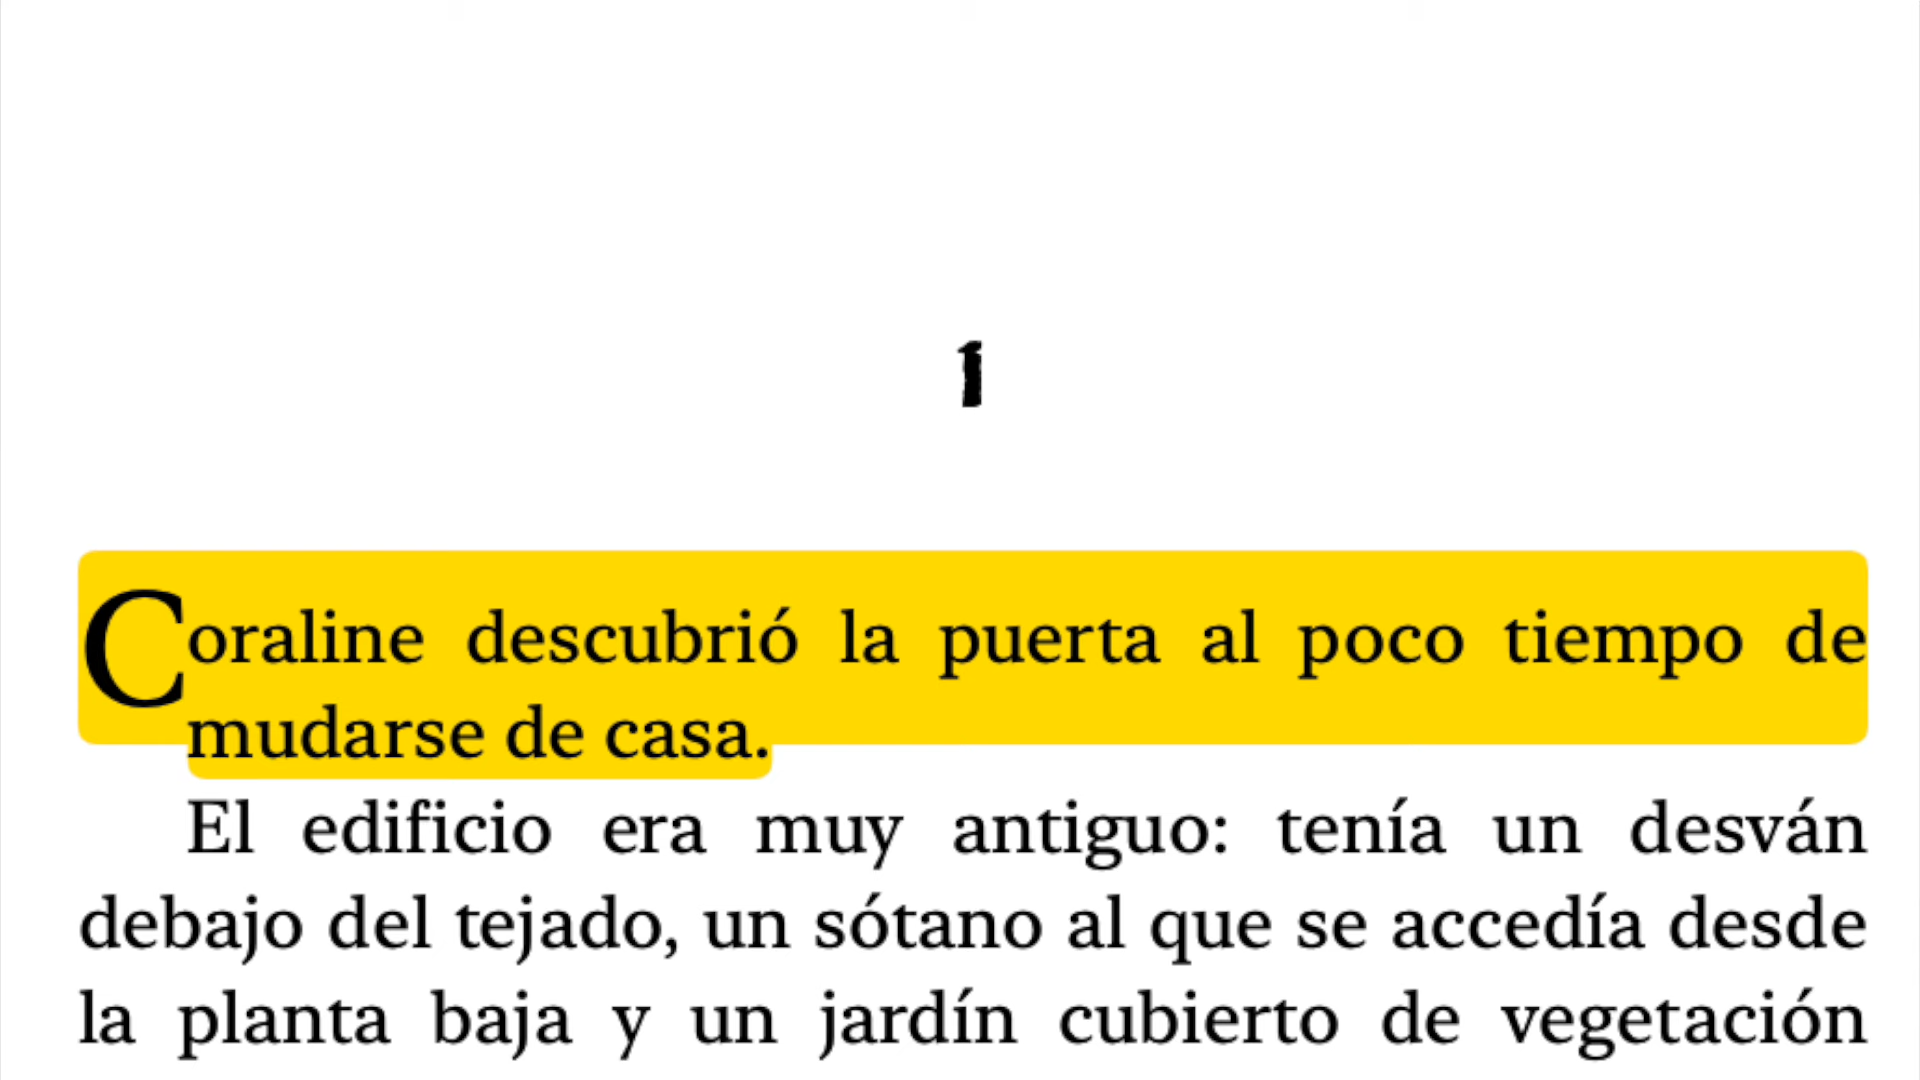 1
Coraline descubrió la puerta al poco tiempo de
mudarse de casa.
El edificio era muy antiguo: tenía un desván
debajo del tejado, un sótano al que se accedía desde
la planta baja y un jardín cubierto de vegetación